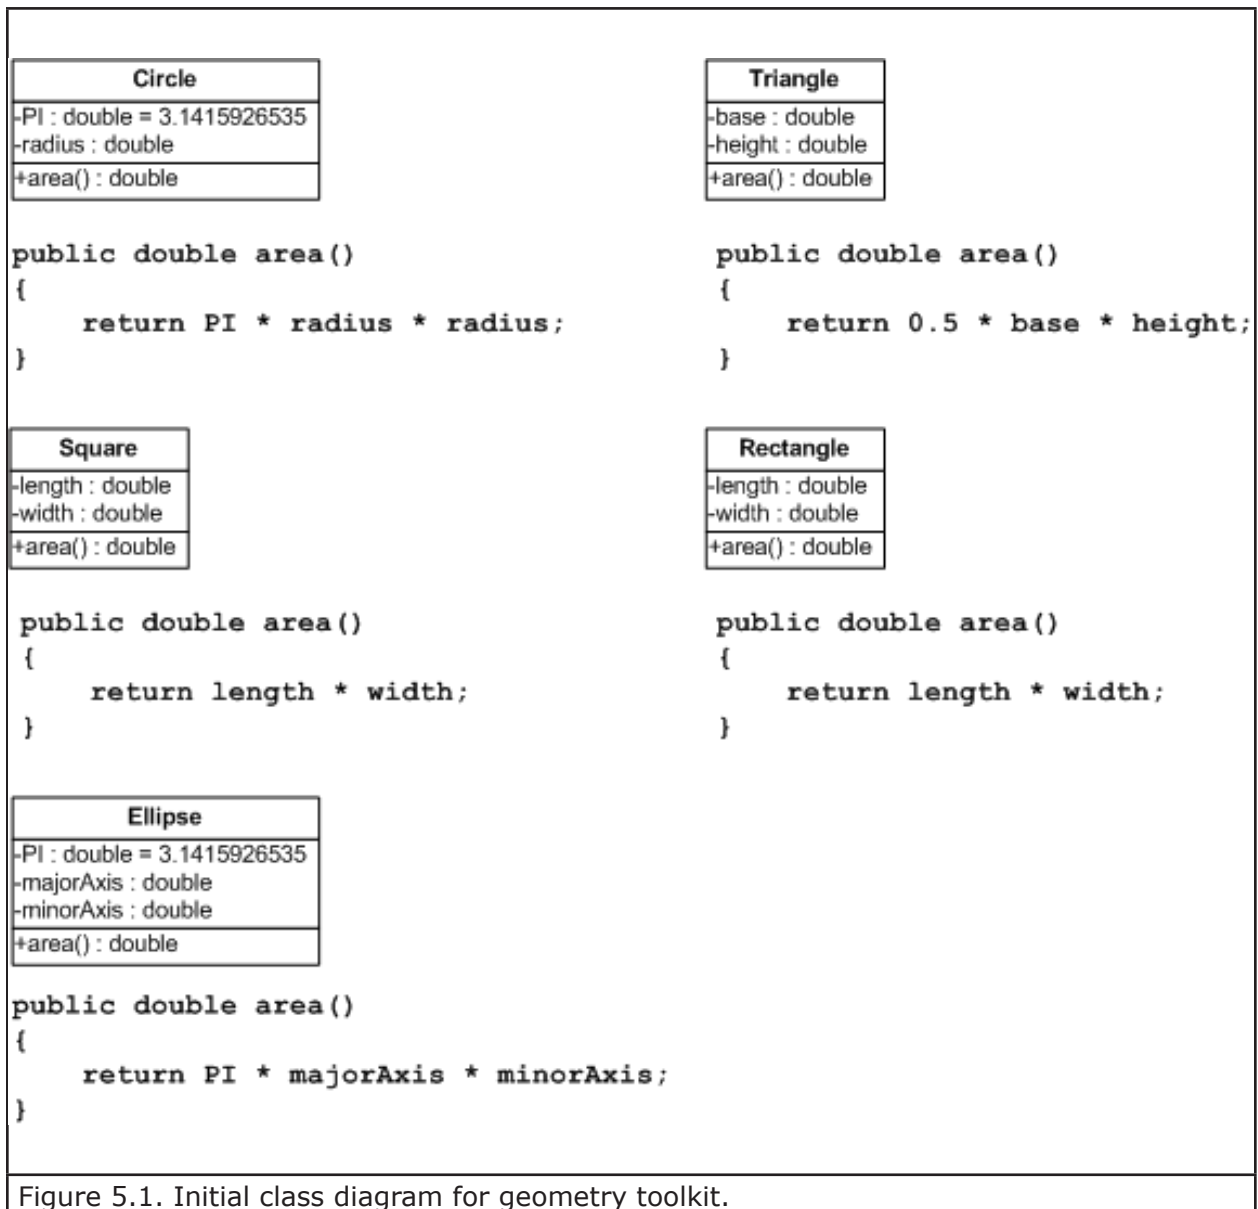 Circle
-PI : double = 3.1415926535
-radius : double
+area() : double
public double area()
{
return PI * radius * radius;
}
Triangle
-base : double
-height : double
+area() : double
public double area()
{
return 0.5 * base * height;
}
Square
-length : double
-width : double
+area() : double
public double area()
{
return length * width;
}
Rectangle
-length : double
-width : double
+area() : double
public double area()
{
return length * width;
}
Ellipse
-PI : double = 3.1415926535
-majorAxis : double
-minorAxis : double
+area() : double
public double area()
{
return PI * majorAxis * minorAxis;
}
Figure 5.1. Initial class diagram for geometry toolkit.